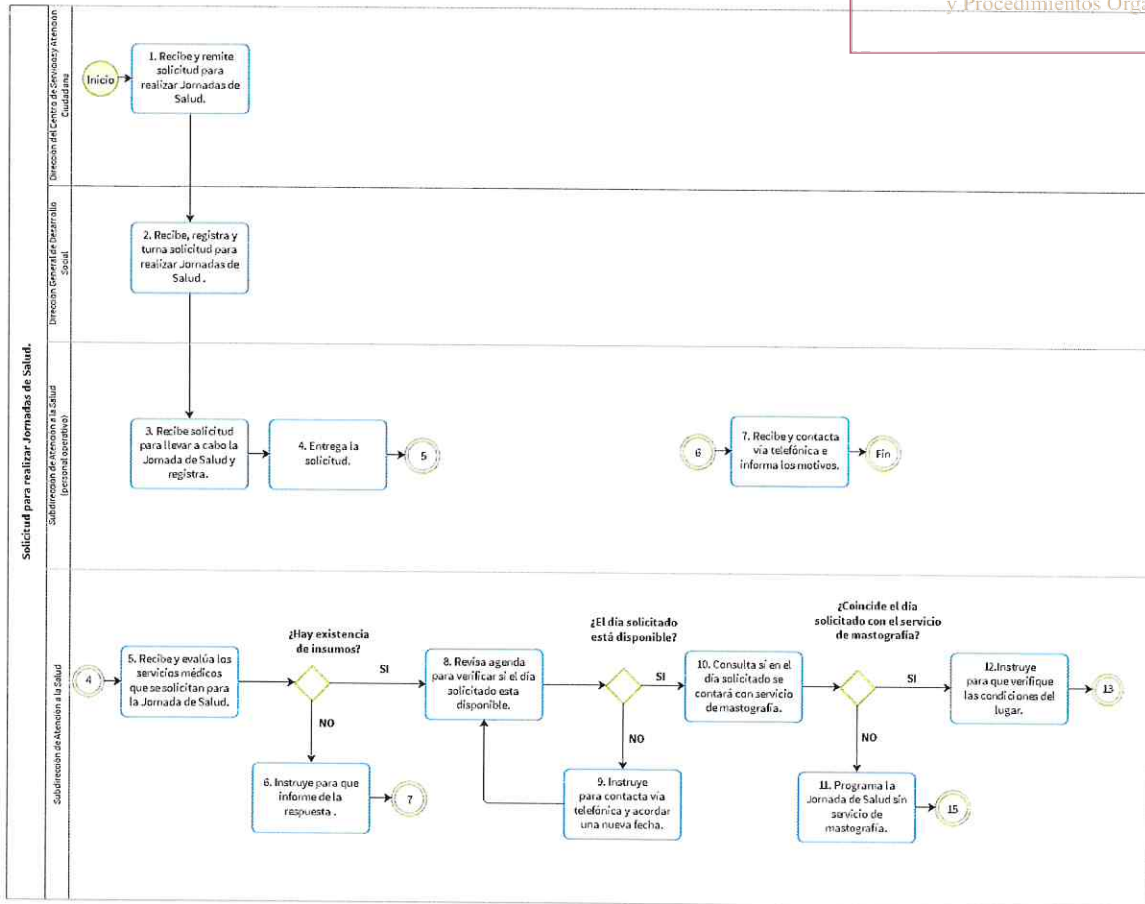 y Procedimientos Orga
Solicitud para realizar Jornadas de Salud.
Dirección del Centro de Servicios y Atención
Ciudadana
Inicio
1. Recibe y remite
solicitud para
realizar Jornadas de
Salud.
Dirección General de Desarrollo
Social
2. Recibe, registra y
turna solicitud para
realizar Jornadas de
Salud .
Subdirección de Atención a la Salud
(personal operativo)
3. Recibe solicitud
para llevar a cabo la
Jornada de Salud y
registra.
4. Entrega la
solicitud.
5
6
7. Recibe y contacta
vía telefónica e
informa los motivos.
Fin
Subdirección de Atención a la Salud
4
5. Recibe y evalúa los
servicios médicos
que se solicitan para
la Jornada de Salud.
¿Hay existencia
de insumos?
SI
NO
6. Instruye para que
informe de la
respuesta .
7
8. Revisa agenda
para verificar si el día
solicitado esta
disponible.
¿El día solicitado
está disponible?
SI
NO
9. Instruye
para contacta vía
telefónica y acordar
una nueva fecha.
10. Consulta sí en el
día solicitado se
contará con servicio
de mastografía.
¿Coincide el día
solicitado con el servicio
de mastografía?
SI
NO
11. Programa la
Jornada de Salud sin
servicio de
mastografía.
15
12.Instruye
para que verifique
las condiciones del
lugar.
13